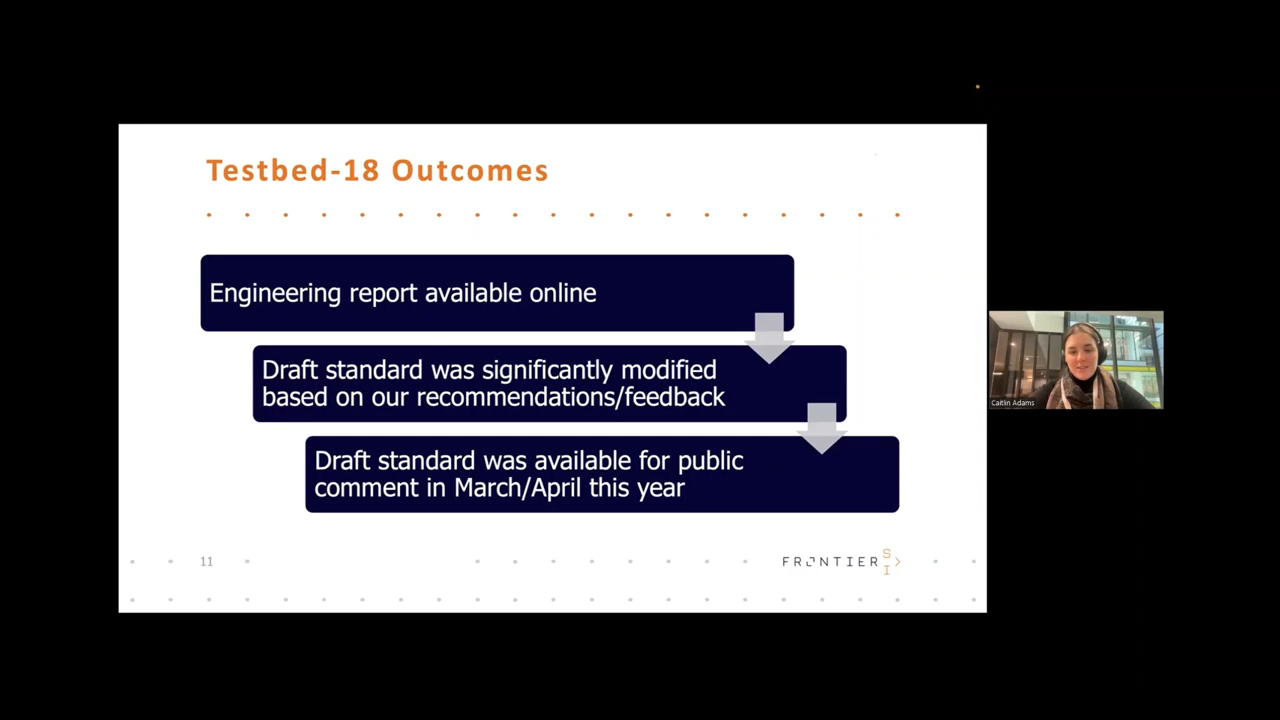 Testbed-18 Outcomes
Engineering report available online
Draft standard was significantly modified
based on our recommendations/feedback
Draft standard was available for public
comment in March/April this year
11
FRONTIER SI
Caitlin Adams